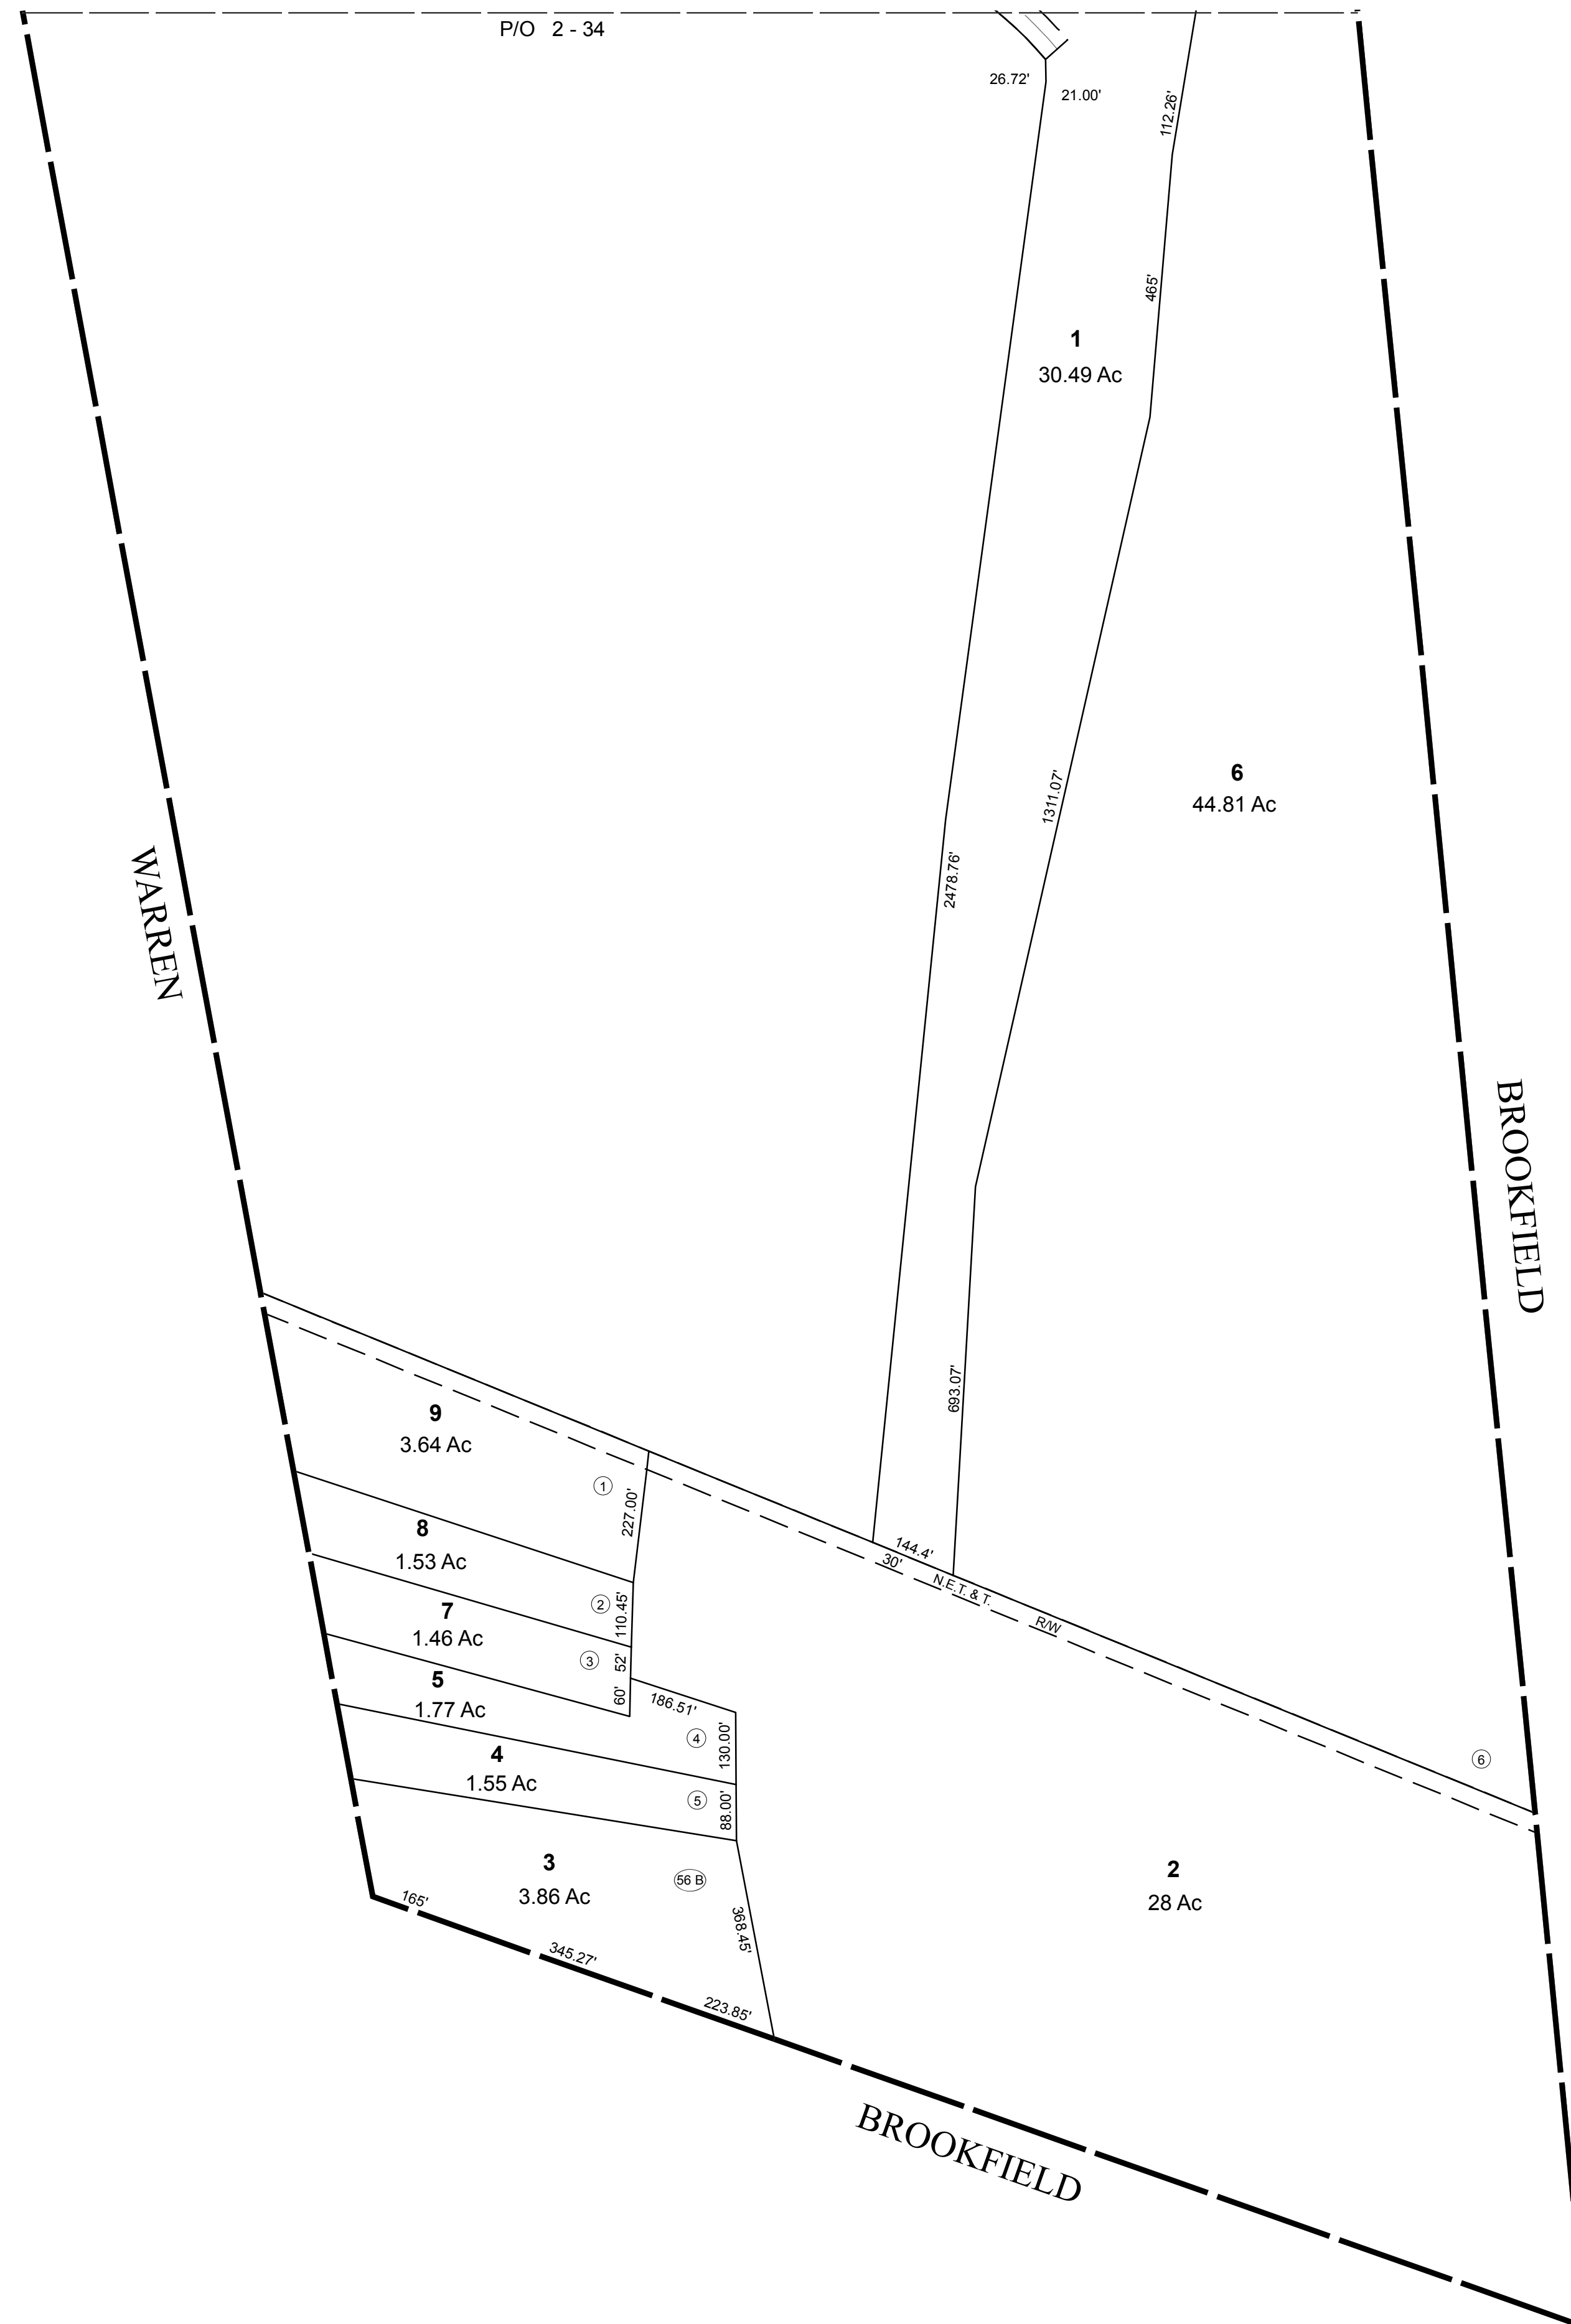 P/O 2 - 34
26.72'
21.00'
112.26'
465'
1
30.49 Ac
6
44.81 Ac
1311.07'
2478.76'
WARREN
BROOKFIELD
693.07'
9
3.64 Ac
1
227.00'
8
1.53 Ac
144.4'
30'
N.E.T. & T.
R/W
2
110.45'
7
1.46 Ac
3
52'
5
1.77 Ac
60'
186.51'
4
130.00'
6
4
1.55 Ac
5
88.00'
3
3.86 Ac
56 B
2
28 Ac
165'
368.45'
345.27'
223.85'
BROOKFIELD